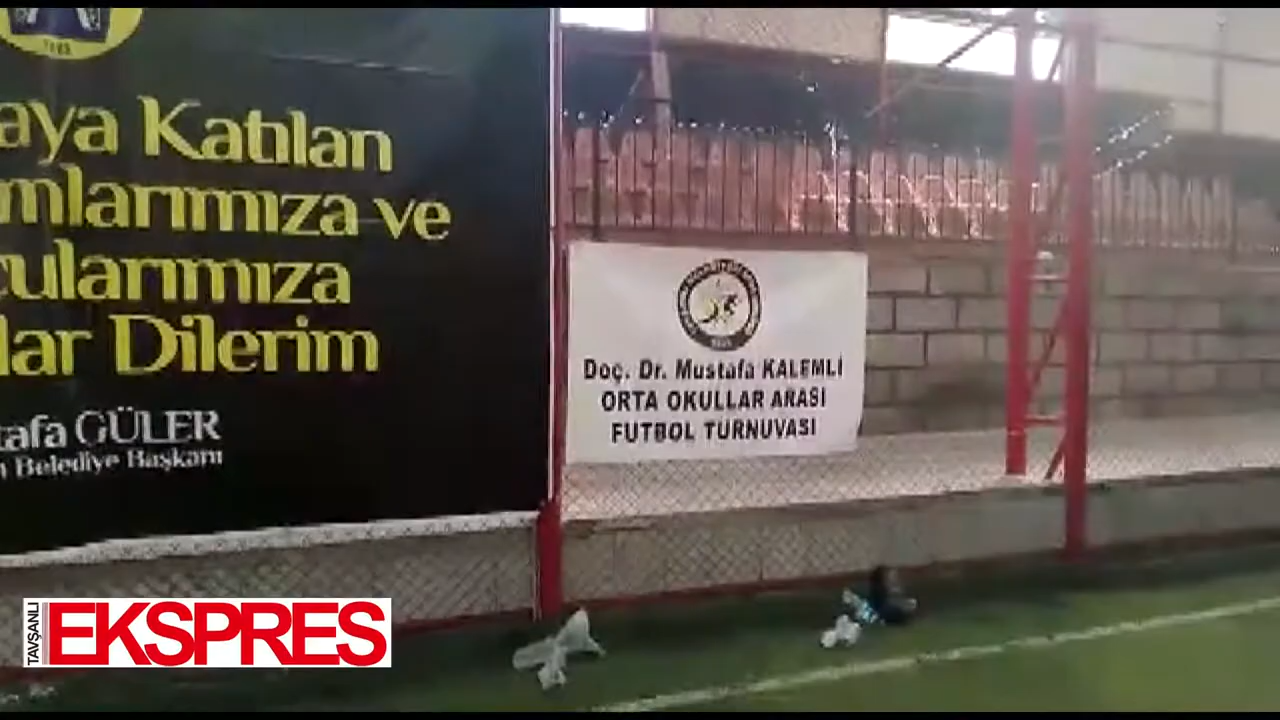 aya Katılan
mlarımıza ve
cularımıza
lar Dilerim
tafa GÜLER
Belediye Başkanı
Doç. Dr. Mustafa KALEMLİ
ORTA OKULLAR ARASI
FUTBOL TURNUVASI
TAVŞANLI
EKSPRES